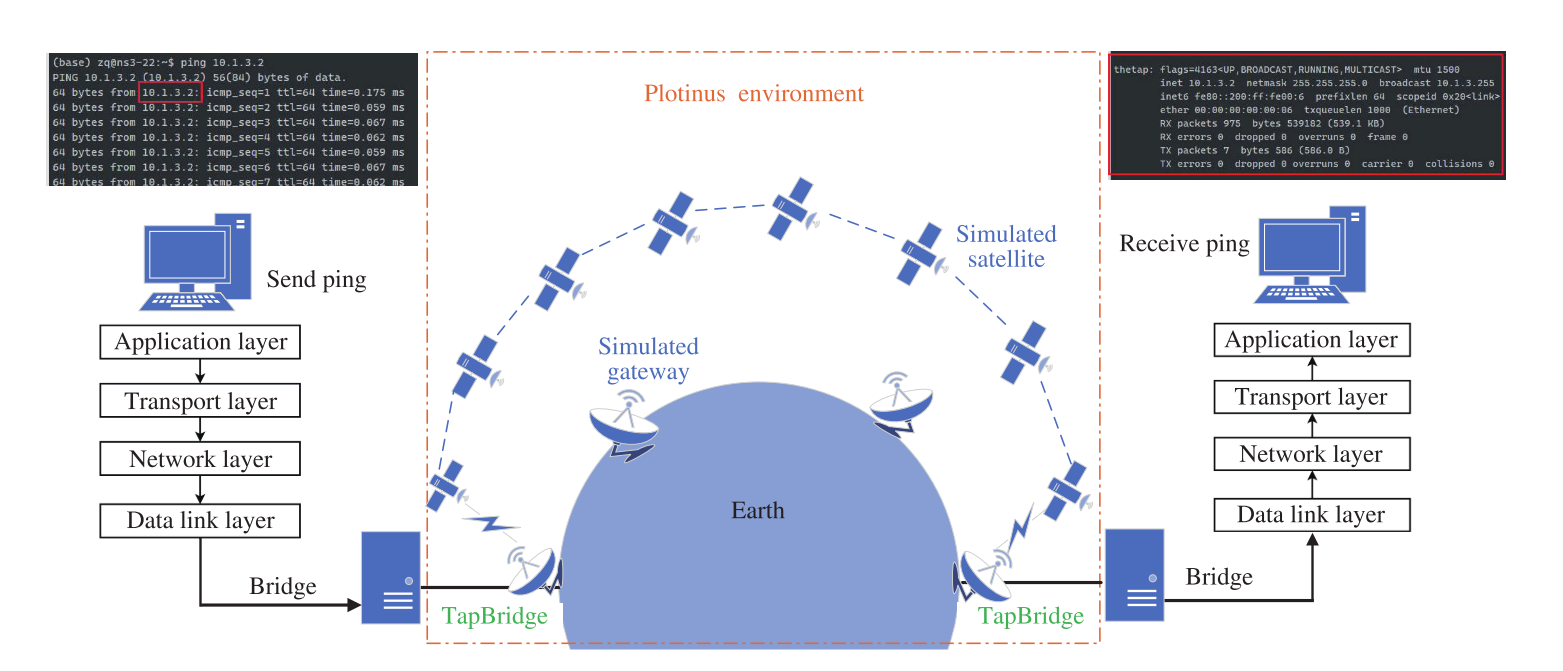 (base) zq@ns3-22:~$ ping 10.1.3.2
PING 10.1.3.2 (10.1.3.2) 56(84) bytes of data.
64 bytes from 10.1.3.2: icmp_seq=1 ttl=64 time=0.175 ms
64 bytes from 10.1.3.2: icmp_seq=2 ttl=64 time=0.059 ms
64 bytes from 10.1.3.2: icmp_seq=3 ttl=64 time=0.067 ms
64 bytes from 10.1.3.2: icmp_seq=4 ttl=64 time=0.062 ms
64 bytes from 10.1.3.2: icmp_seq=5 ttl=64 time=0.059 ms
64 bytes from 10.1.3.2: icmp_seq=6 ttl=64 time=0.067 ms
64 bytes from 10.1.3.2: icmp_seq=7 ttl=64 time=0.062 ms
Send ping
Application layer
Transport layer
Network layer
Data link layer
Bridge
Plotinus environment
Simulated
satellite
Simulated
gateway
Earth
TapBridge
TapBridge
thetap: flags=4163<UP,BROADCAST,RUNNING,MULTICAST> mtu 1500
inet 10.1.3.2 netmask 255.255.255.0 broadcast 10.1.3.255
inet6 fe80::200:ff:fe00:6 prefixlen 64 scopeid 0x20<link>
ether 00:00:00:00:00:06 txqueuelen 1000 (Ethernet)
RX packets 975 bytes 539182 (539.1 KB)
RX errors 0 dropped 0 overruns 0 frame 0
TX packets 7 bytes 586 (586.0 B)
TX errors 0 dropped 0 overruns 0 carrier 0 collisions 0
Receive ping
Application layer
Transport layer
Network layer
Data link layer
Bridge